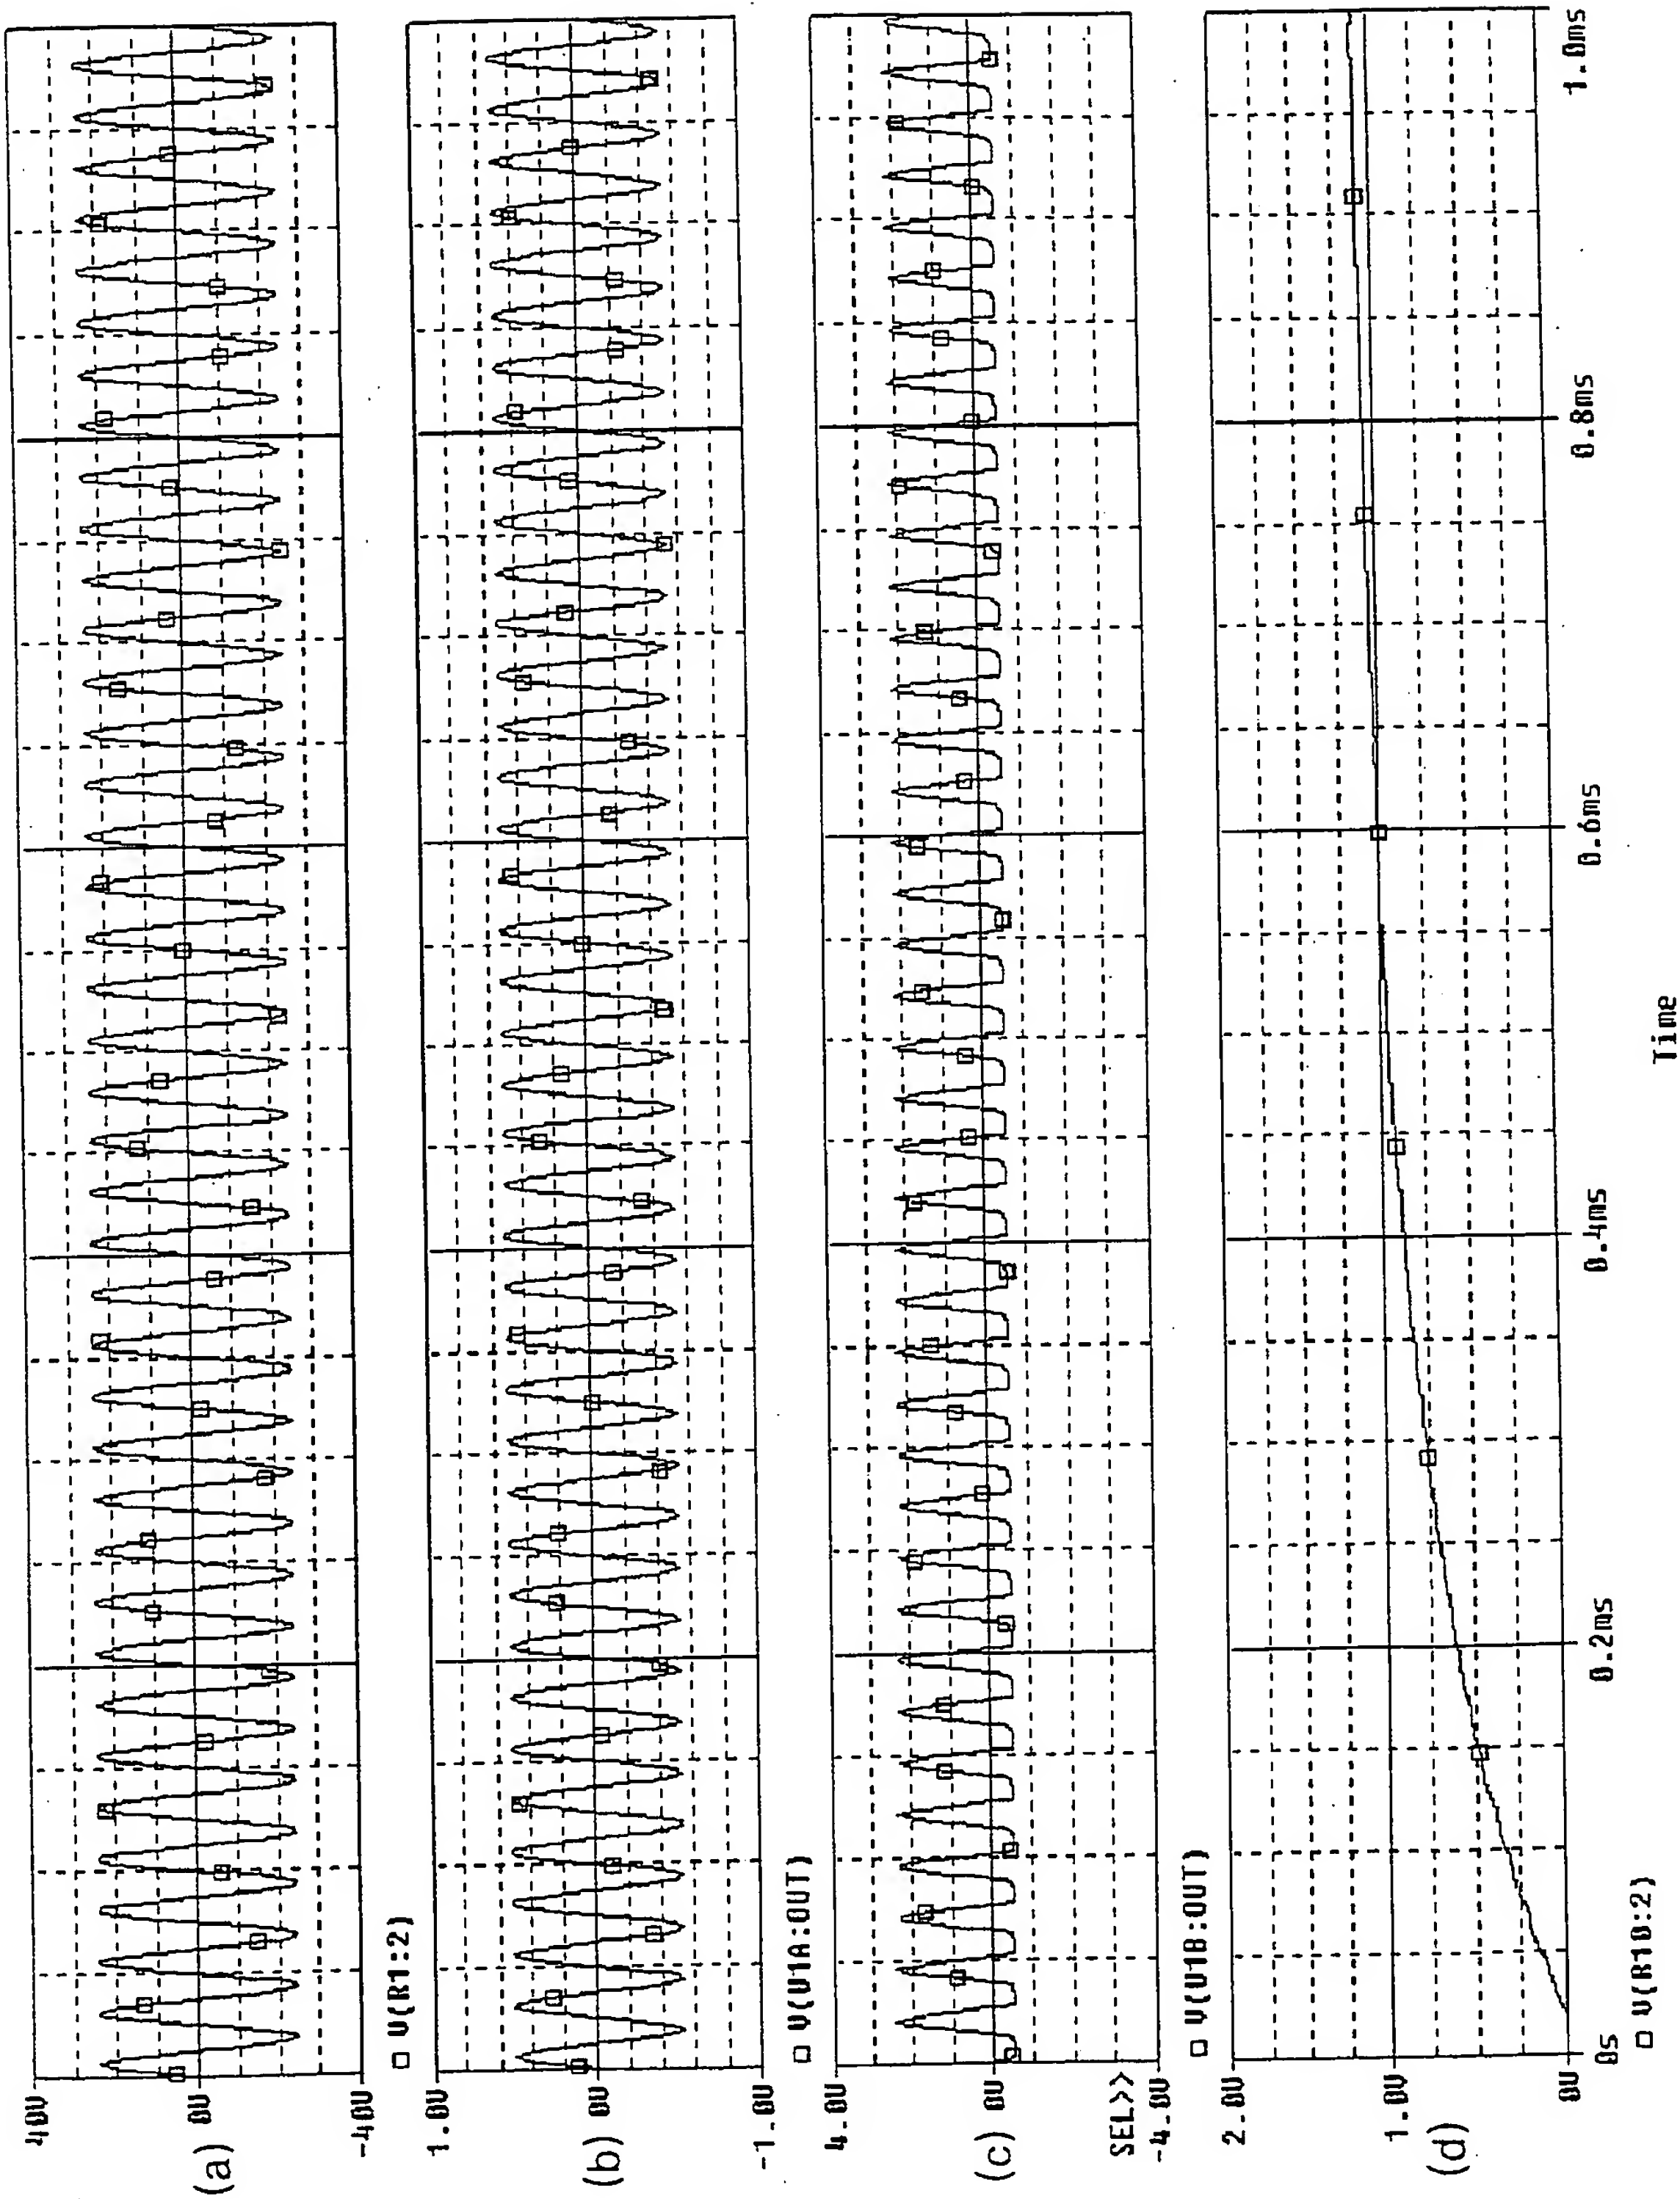 40V
(a) 0V
-40V
V(R1:2)
1.0V
(b) 0V
-1.0V
V(U1A:OUT)
4.0V
(c) 0V
SEL>>
-4.0V
V(U1B:OUT)
2.0V
(d) 1.0V
0V
0s 0.2ms 0.4ms 0.6ms 0.8ms 1.0ms
V(R10:2)
Time